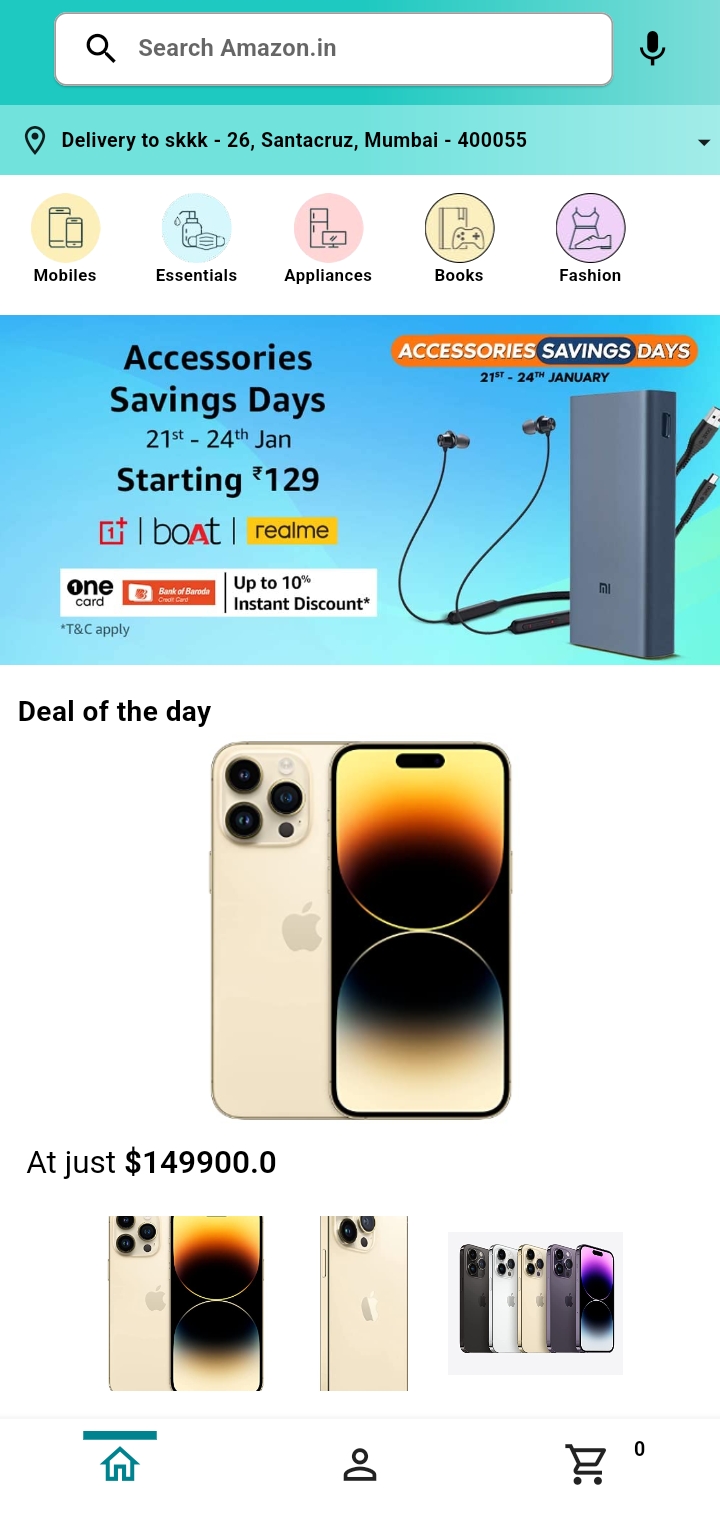 Search Amazon.in
Delivery to skkk - 26, Santacruz, Mumbai - 400055
Mobiles Essentials Appliances Books Fashion
Accessories
Savings Days
21st - 24th Jan
Starting ₹129
1+ | boAt | realme
one card Bank of Baroda Credit Card Up to 10% Instant Discount*
*T&C apply
ACCESSORIES SAVINGS DAYS
21ST - 24TH JANUARY
MI
Deal of the day
At just $149900.0
0